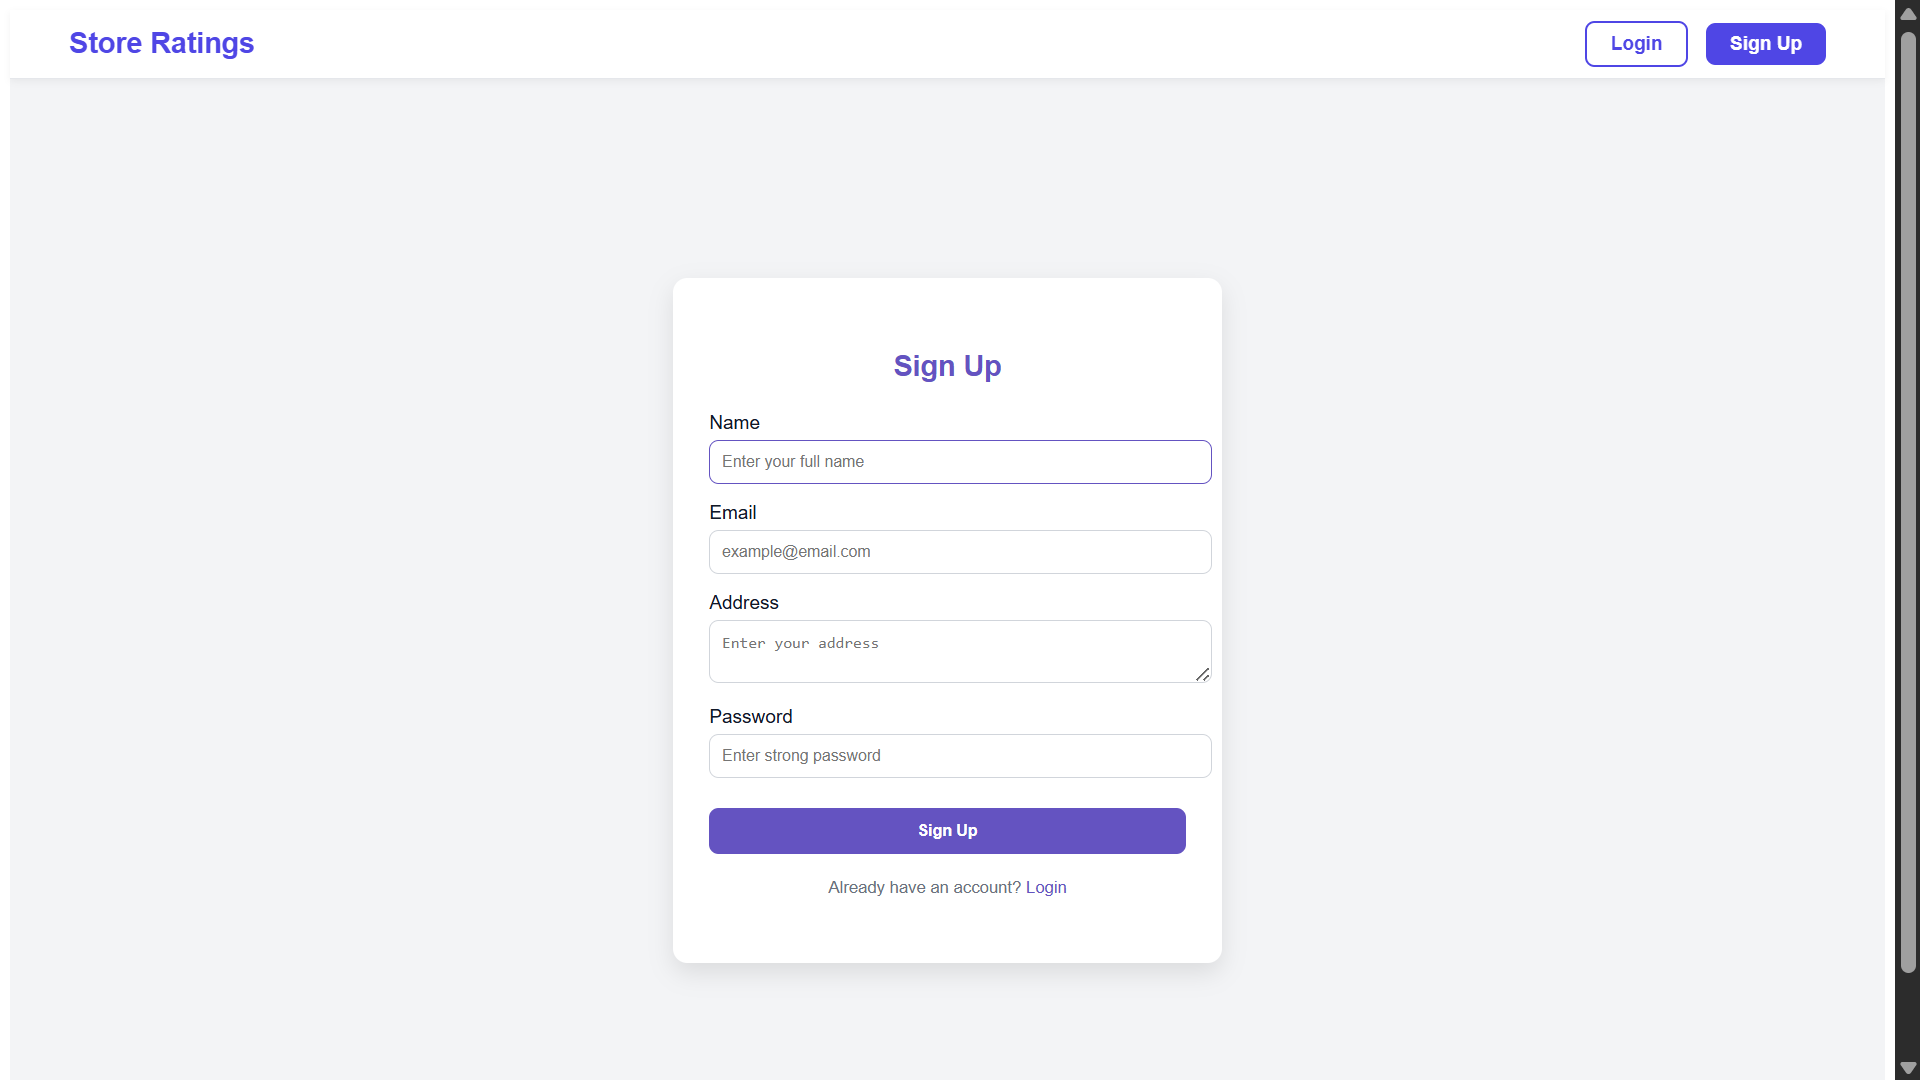 Store Ratings
Login
Sign Up
Sign Up
Name
Enter your full name
Email
example@email.com
Address
Enter your address
Password
Enter strong password
Sign Up
Already have an account? Login